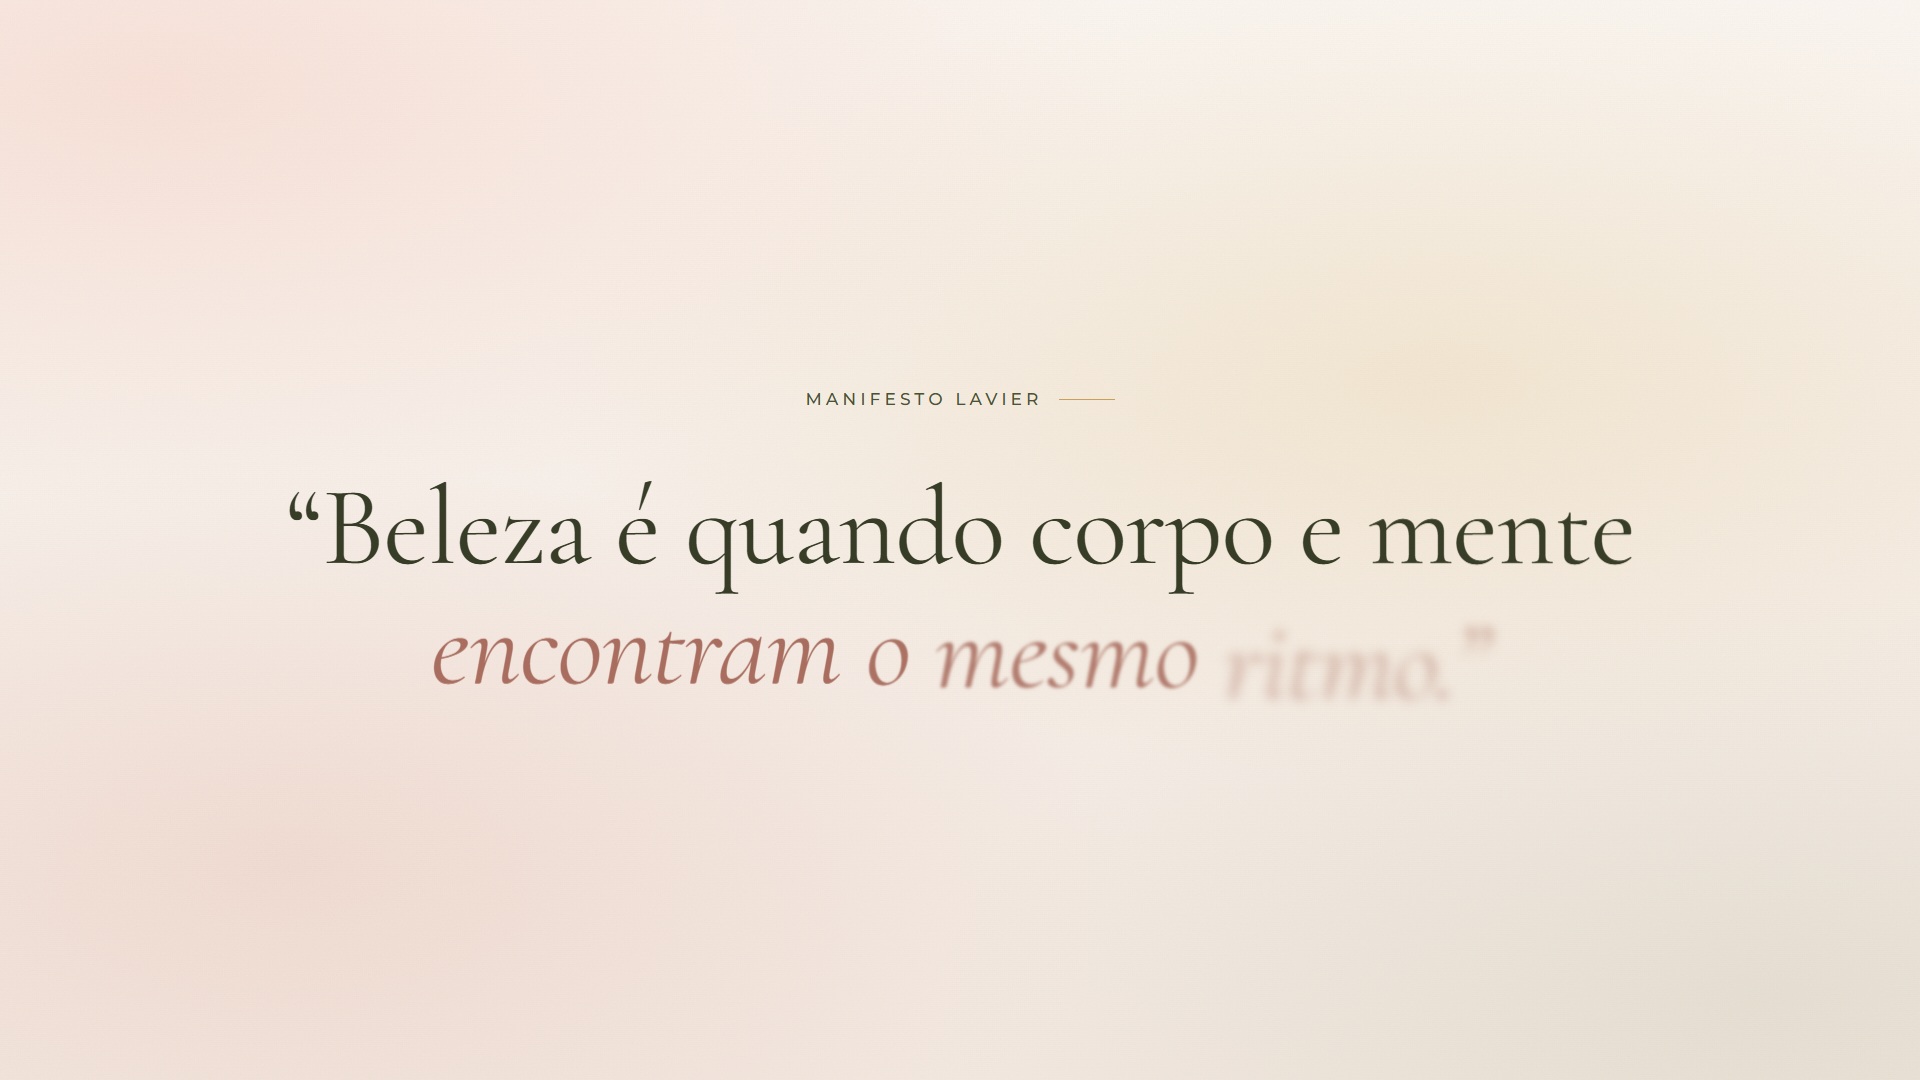 MANIFESTO LAVIER
“Beleza é quando corpo e mente
encontram o mesmo ritmo.”